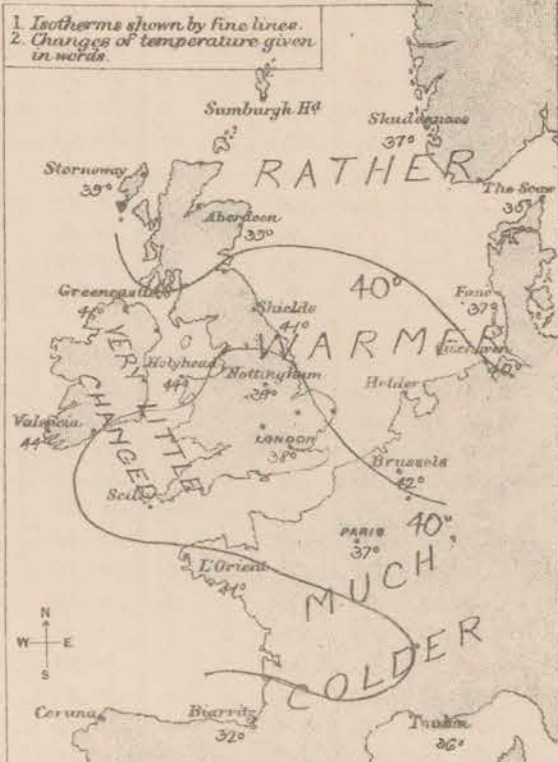 1. Isotherms shown by fine lines.
2. Changes of temperature given
in words.
Sumburgh Hd
Skudesnaes
37°
Stornoway
39°
RATHER
The Scaw
Aberdeen
39°
40°
Greencastle
Fano
37°
Shields
41°
VERY LITTLE
CHANGED
WARMER
Cuxhaven
40°
Holyhead
44°
Nottingham
39°
Helder
Valencia
44°
LONDON
38°
Brussels
42°
Scilly
40°
PARIS
37°
L'Orient
41°
MUCH
COLDER
N
W E
S
Coruna
Biarritz
32°
Toulon
36°